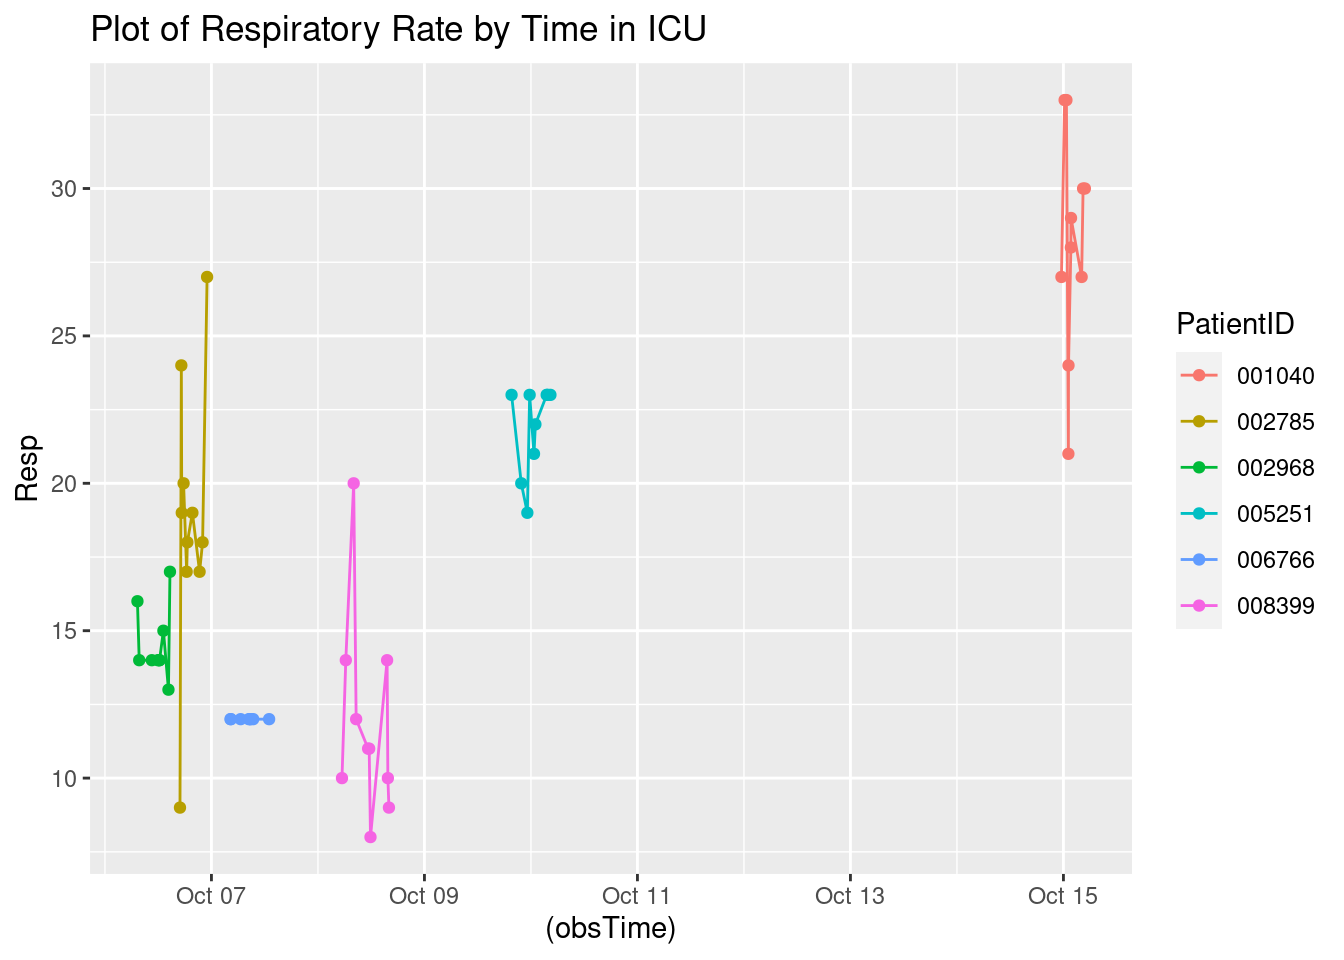 Plot of Respiratory Rate by Time in ICU
Resp
30
25
20
15
10
Oct 07
Oct 09
Oct 11
Oct 13
Oct 15
(obsTime)
PatientID
001040
002785
002968
005251
006766
008399